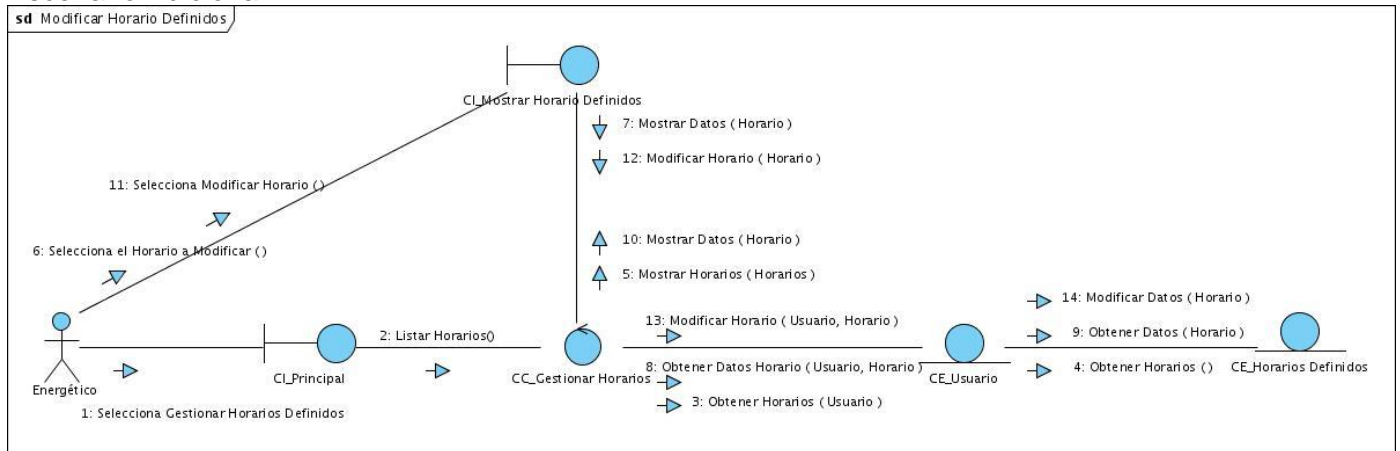 sd Modificar Horario Definidos
CI_Mostrar Horario Definidos
7: Mostrar Datos ( Horario )
12: Modificar Horario ( Horario )
11: Selecciona Modificar Horario ()
10: Mostrar Datos ( Horario )
6: Selecciona el Horario a Modificar ()
5: Mostrar Horarios ( Horarios )
14: Modificar Datos ( Horario )
13: Modificar Horario ( Usuario, Horario )
2: Listar Horarios()
9: Obtener Datos ( Horario )
8: Obtener Datos Horario ( Usuario, Horario )
4: Obtener Horarios ()
CI_Principal
CC_Gestionar Horarios
CE_Usuario
CE_Horarios Definidos
Energético
3: Obtener Horarios ( Usuario )
1: Selecciona Gestionar Horarios Definidos